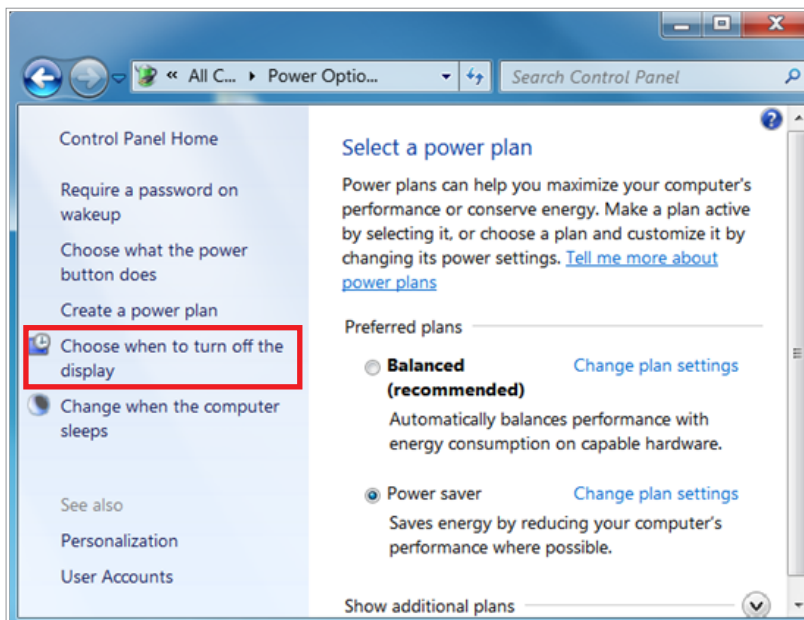 « All C... ▸ Power Optio...
Search Control Panel
Control Panel Home
Require a password on
wakeup
Choose what the power
button does
Create a power plan
Choose when to turn off the
display
Change when the computer
sleeps
See also
Personalization
User Accounts
Select a power plan
Power plans can help you maximize your computer's
performance or conserve energy. Make a plan active
by selecting it, or choose a plan and customize it by
changing its power settings. Tell me more about
power plans
Preferred plans
Balanced Change plan settings
(recommended)
Automatically balances performance with
energy consumption on capable hardware.
Power saver Change plan settings
Saves energy by reducing your computer's
performance where possible.
Show additional plans